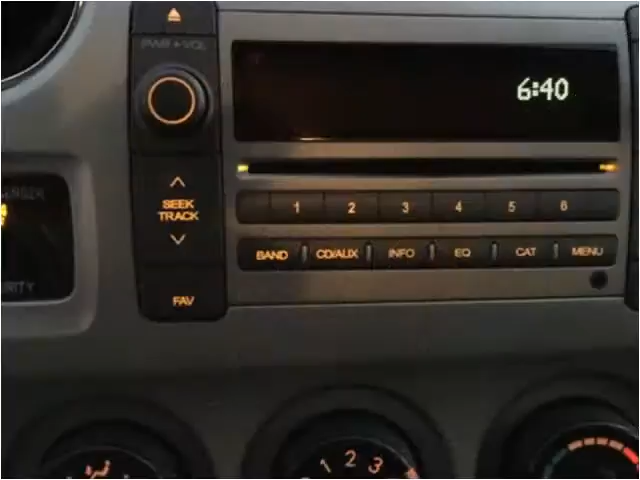 PWR • VOL
6:40
SEEK
TRACK
1 2 3 4 5 6
BAND CD/AUX INFO EQ CAT MENU
FAV
1 2 3